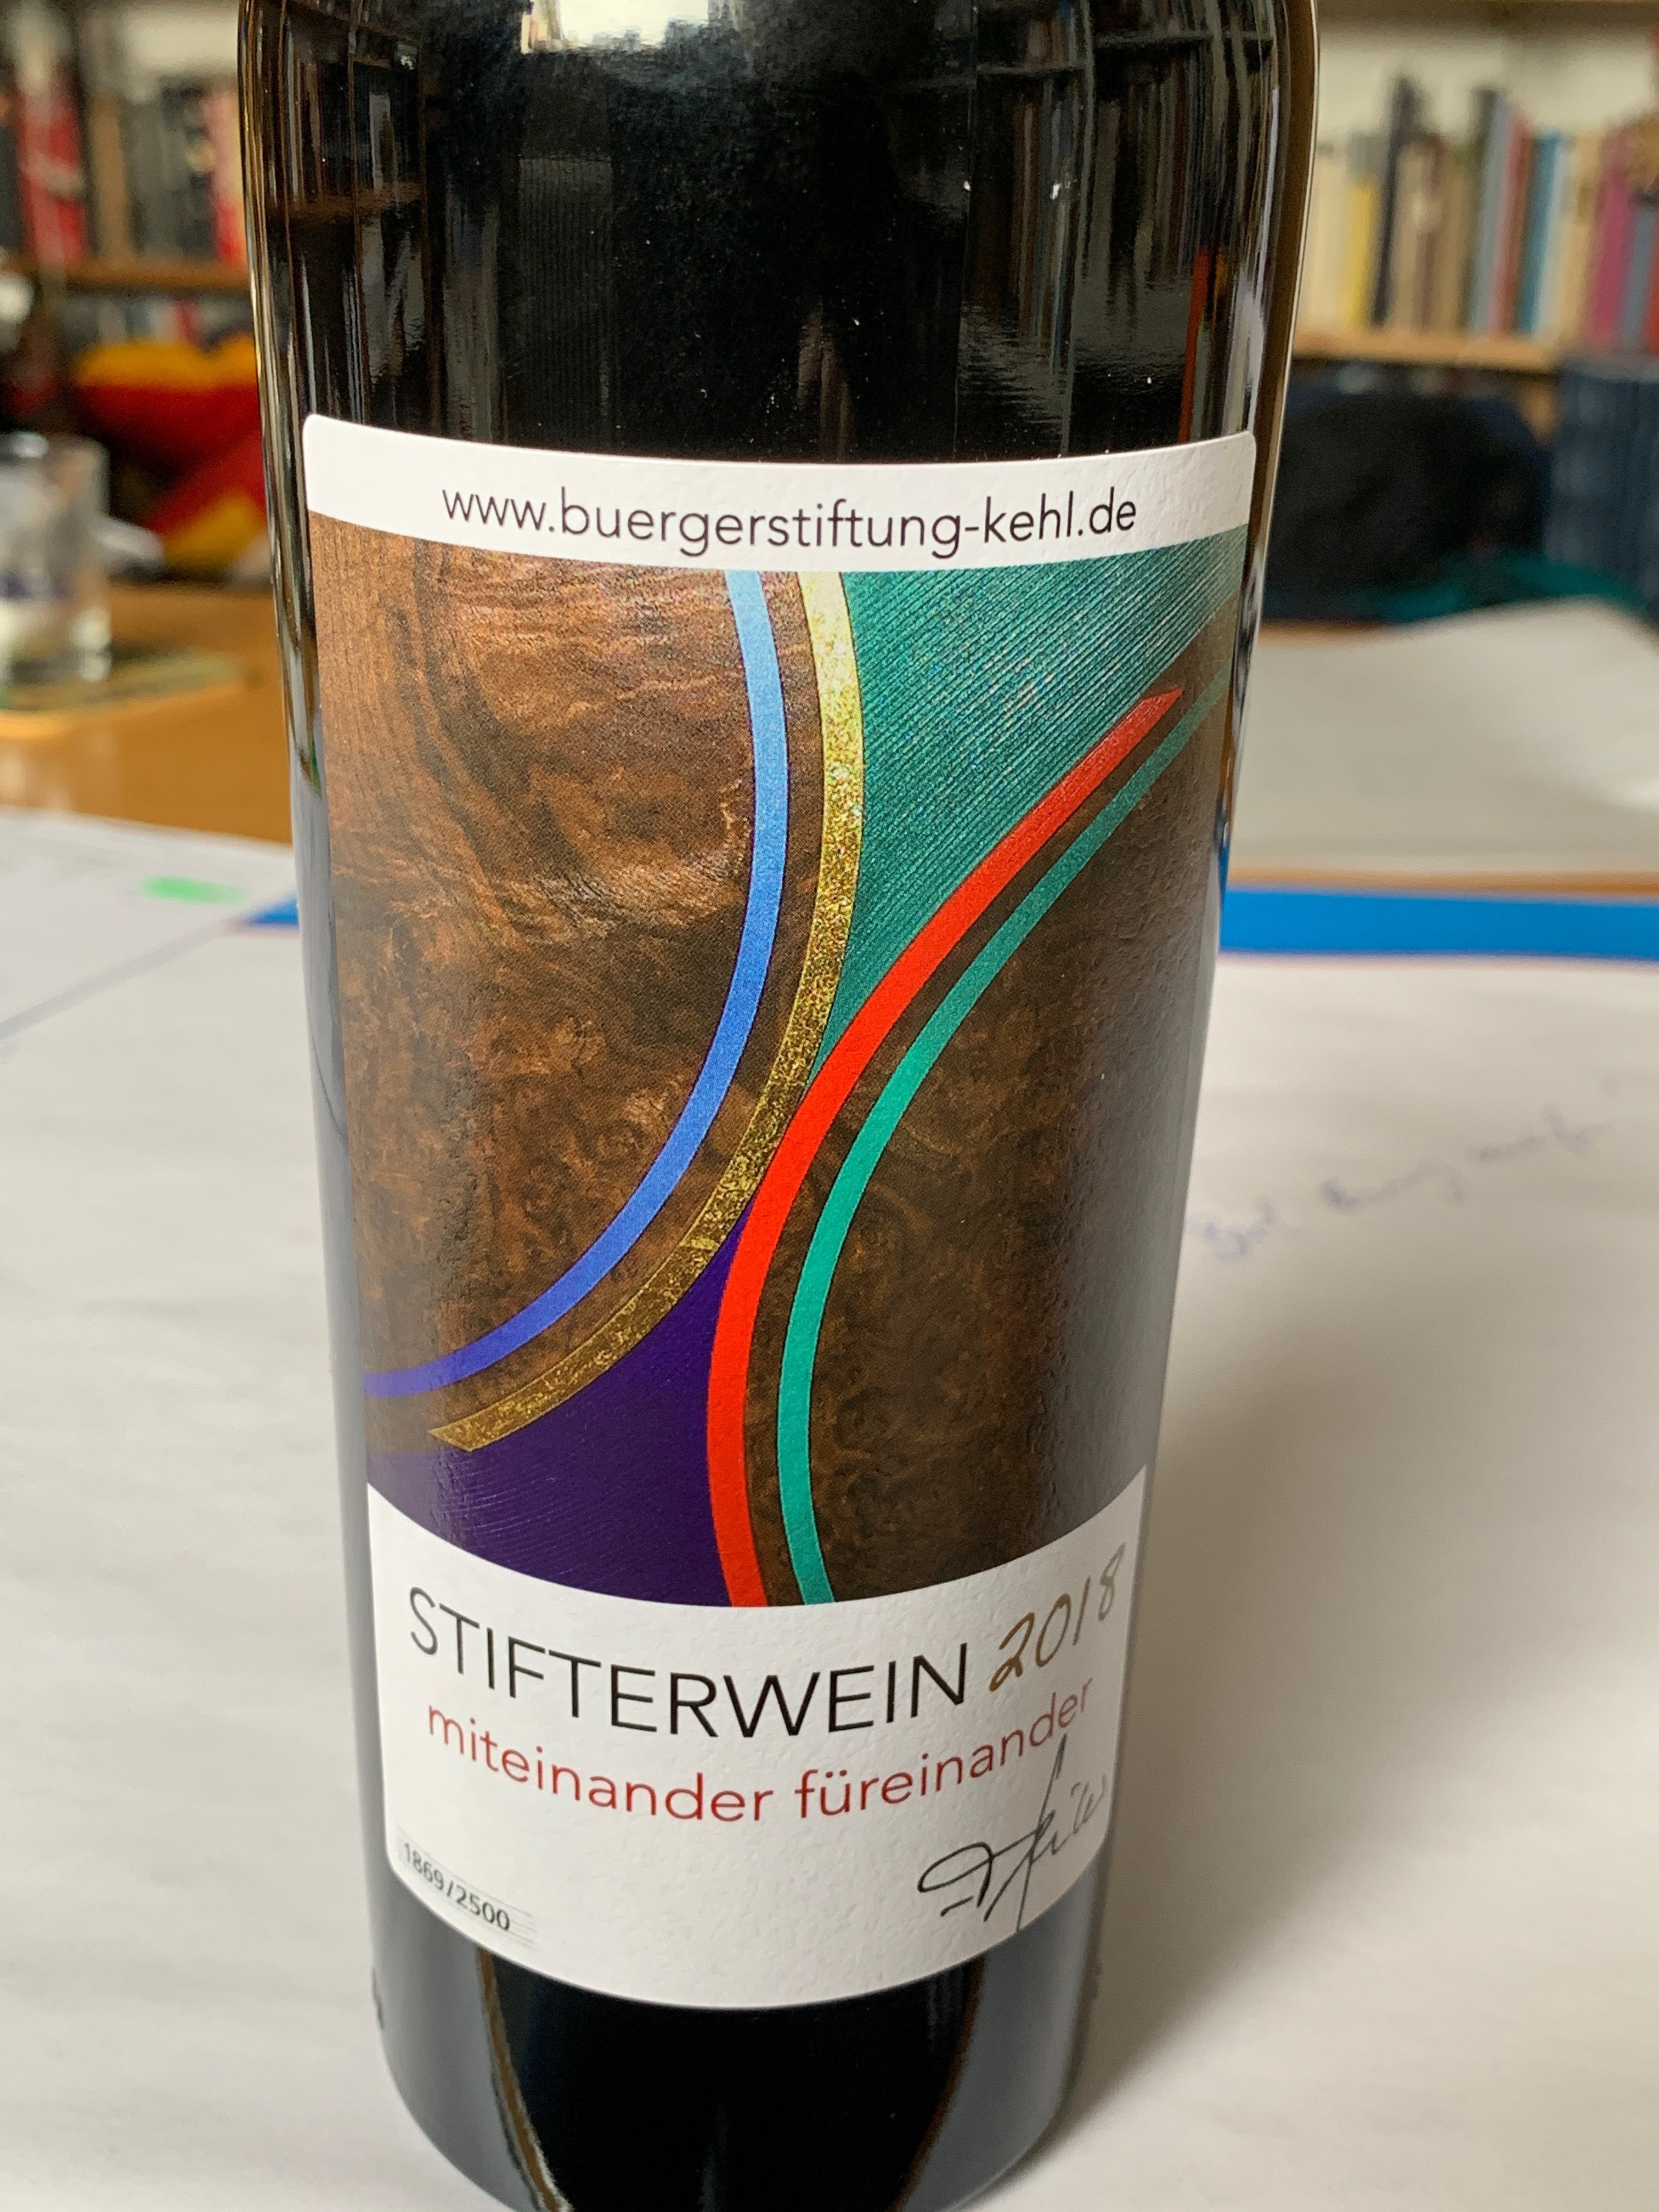 www.buergerstiftung-kehl.de
STIFTERWEIN 2018
miteinander füreinander
1869/2500